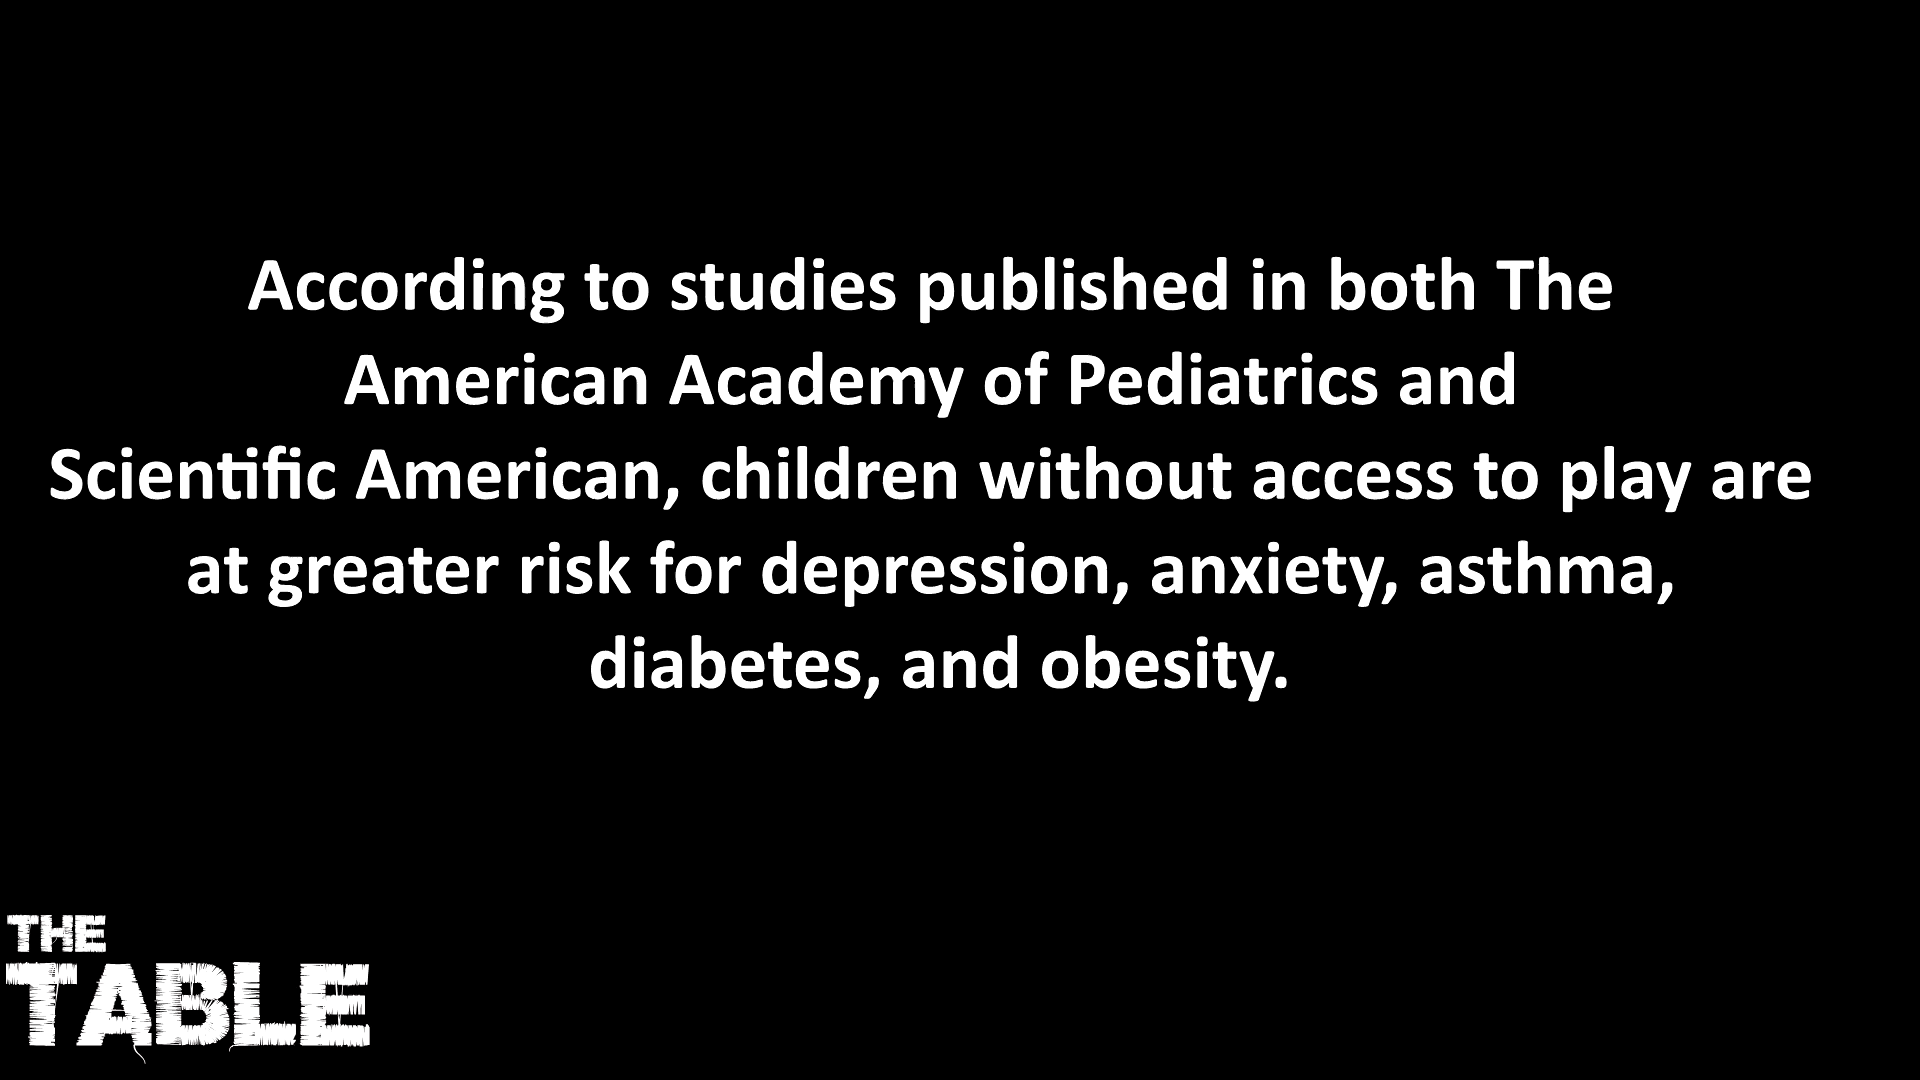 According to studies published in both The
American Academy of Pediatrics and
Scientific American, children without access to play are
at greater risk for depression, anxiety, asthma,
diabetes, and obesity.
THE
TABLE